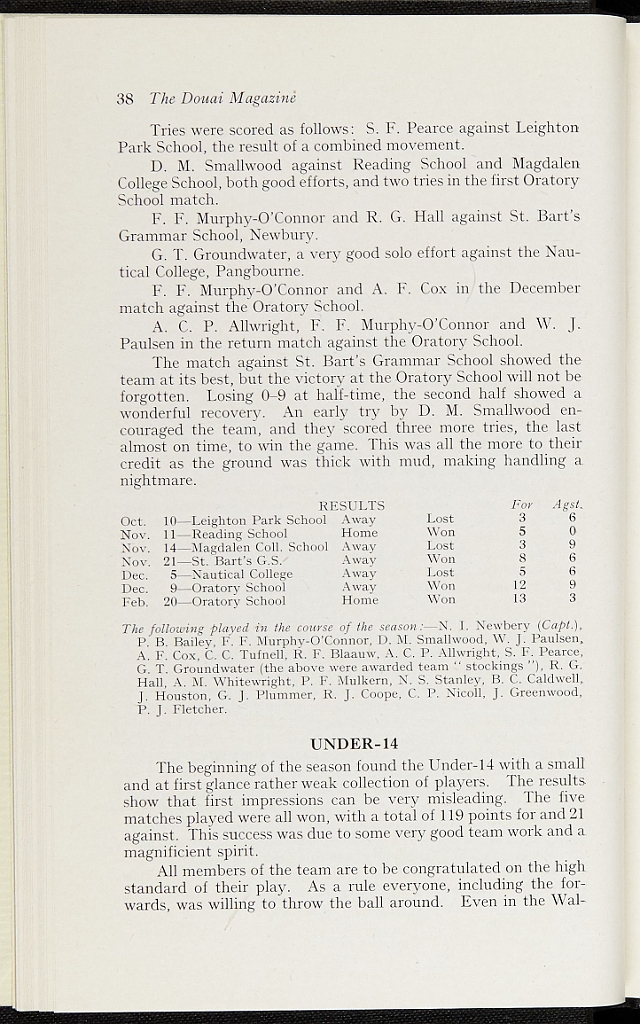 38 The Douai Magazine
Tries were scored as follows: S. F. Pearce against Leighton
Park School, the result of a combined movement.
D. M. Smallwood against Reading School and Magdalen
College School, both good efforts, and two tries in the first Oratory
School match.
F. F. Murphy-O'Connor and R. G. Hall against St. Bart's
Grammar School, Newbury.
G. T. Groundwater, a very good solo effort against the Nau-
tical College, Pangbourne.
F. F. Murphy-O'Connor and A. F. Cox in the December
match against the Oratory School.
A. C. P. Allwright, F. F. Murphy-O'Connor and W. J.
Paulsen in the return match against the Oratory School.
The match against St. Bart's Grammar School showed the
team at its best, but the victory at the Oratory School will not be
forgotten. Losing 0–9 at half-time, the second half showed a
wonderful recovery. An early try by D. M. Smallwood en-
couraged the team, and they scored three more tries, the last
almost on time, to win the game. This was all the more to their
credit as the ground was thick with mud, making handling a
nightmare.
RESULTS For Agst.
Oct. 10—Leighton Park School Away Lost 3 6
Nov. 11—Reading School Home Won 5 0
Nov. 14—Magdalen Coll. School Away Lost 3 9
Nov. 21—St. Bart's G.S. Away Won 8 6
Dec. 5—Nautical College Away Lost 5 6
Dec. 9—Oratory School Away Won 12 9
Feb. 20—Oratory School Home Won 13 3
The following played in the course of the season:—N. I. Newbery (Capt.),
P. B. Bailey, F. F. Murphy-O'Connor, D. M. Smallwood, W. J. Paulsen,
A. F. Cox, C. C. Tufnell, R. F. Blaauw, A. C. P. Allwright, S. F. Pearce,
G. T. Groundwater (the above were awarded team " stockings "), R. G.
Hall, A. M. Whitewright, P. F. Mulkern, N. S. Stanley, B. C. Caldwell,
J. Houston, G. J. Plummer, R. J. Coope, C. P. Nicoll, J. Greenwood,
P. J. Fletcher.
UNDER-14
The beginning of the season found the Under-14 with a small
and at first glance rather weak collection of players. The results
show that first impressions can be very misleading. The five
matches played were all won, with a total of 119 points for and 21
against. This success was due to some very good team work and a
magnificient spirit.
All members of the team are to be congratulated on the high
standard of their play. As a rule everyone, including the for-
wards, was willing to throw the ball around. Even in the Wal-